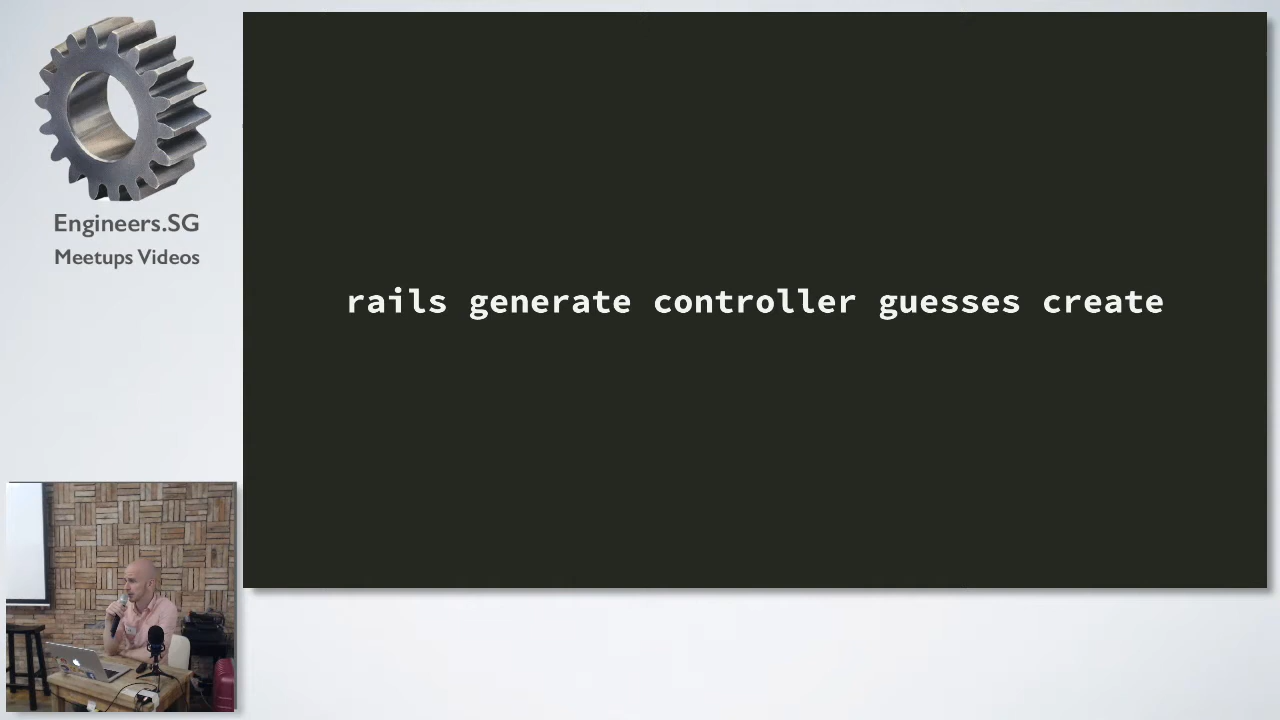 Engineers.SG
Meetups Videos
rails generate controller guesses create